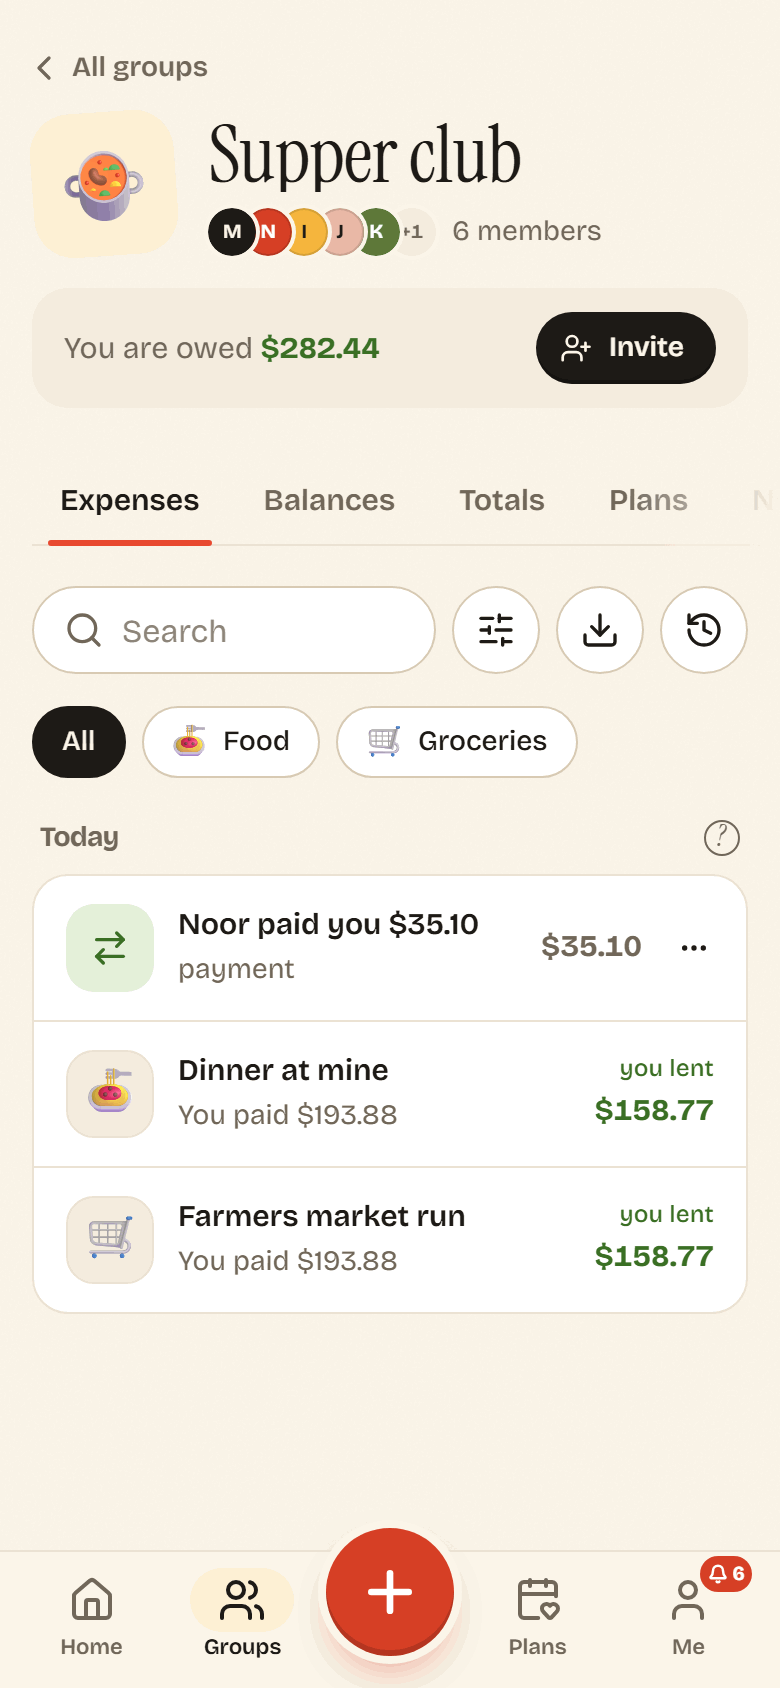 All groups
Supper club
M N I J K +1 6 members
You are owed $282.44
Invite
Expenses Balances Totals Plans N
Search
All Food Groceries
Today ?
Noor paid you $35.10
payment
$35.10
Dinner at mine
You paid $193.88
you lent
$158.77
Farmers market run
You paid $193.88
you lent
$158.77
6
Home Groups Plans Me